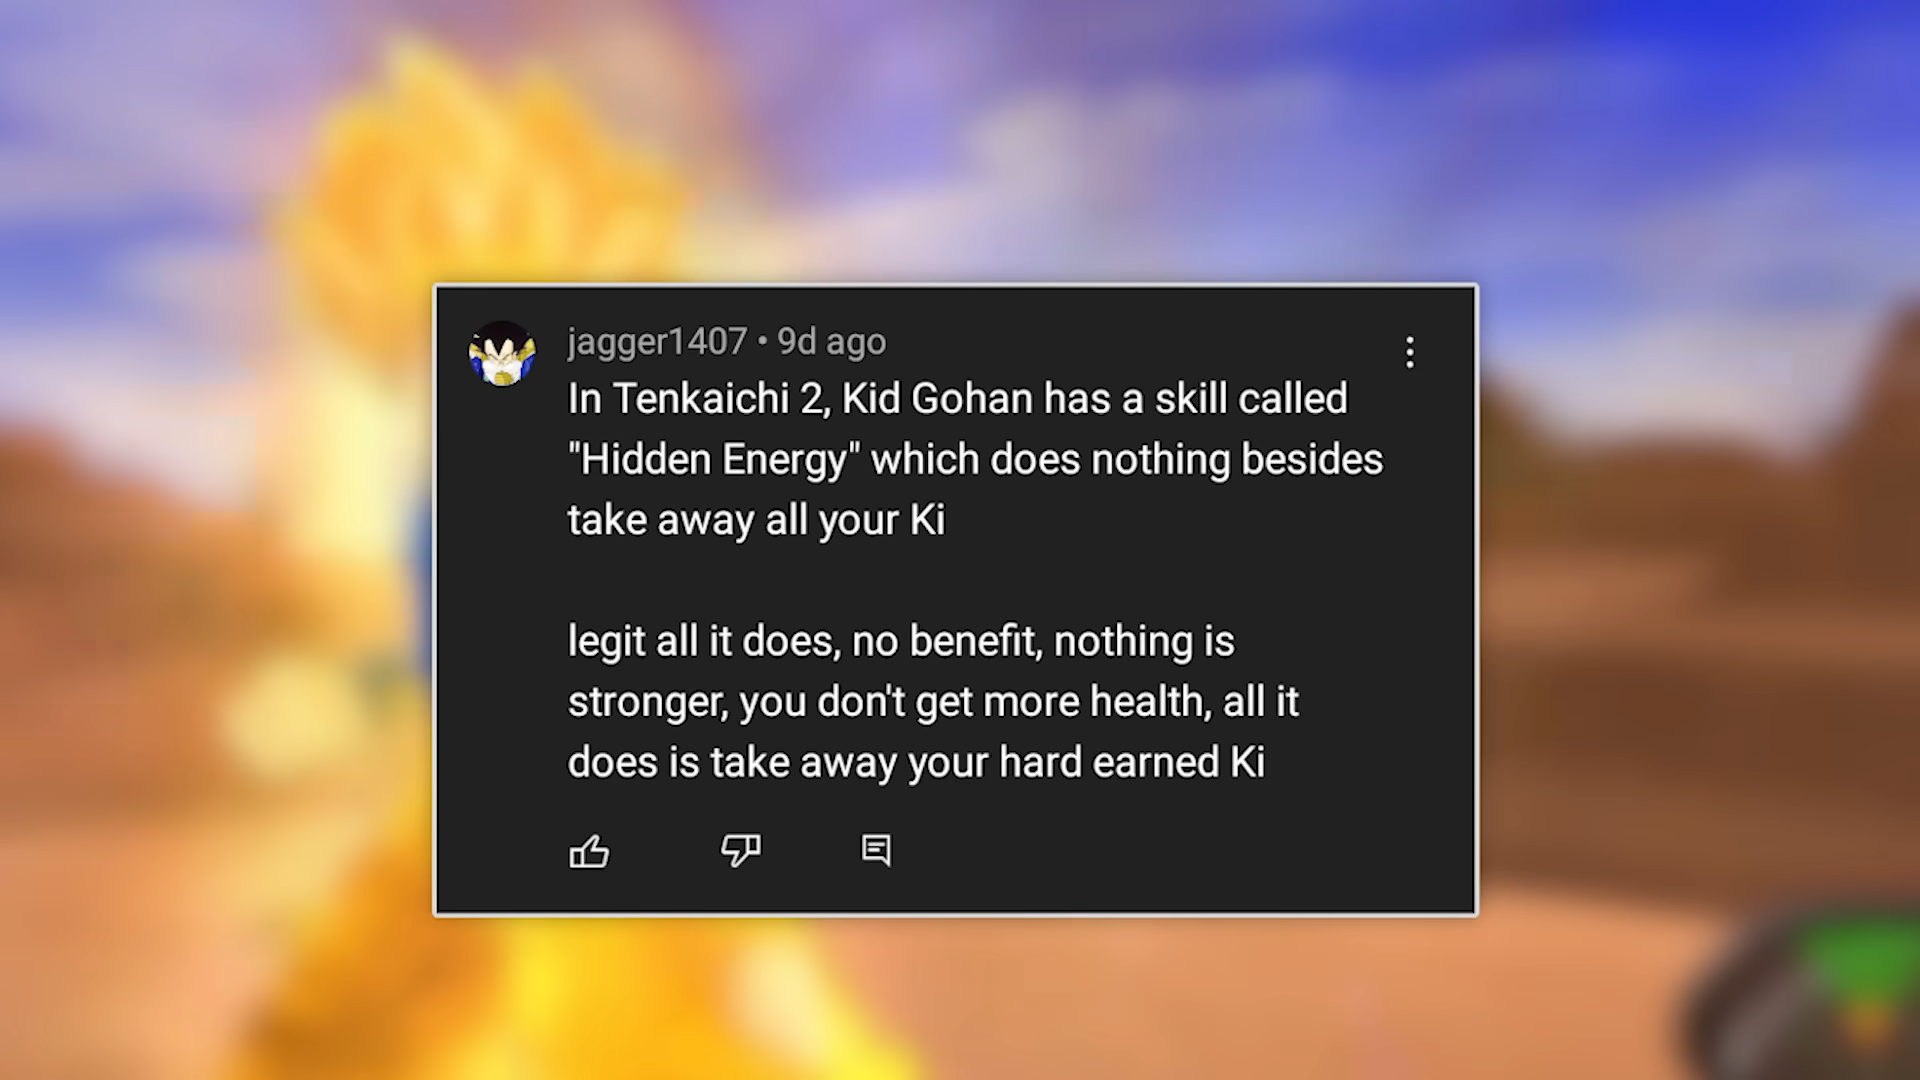 jagger1407 • 9d ago
In Tenkaichi 2, Kid Gohan has a skill called
"Hidden Energy" which does nothing besides
take away all your Ki
legit all it does, no benefit, nothing is
stronger, you don't get more health, all it
does is take away your hard earned Ki